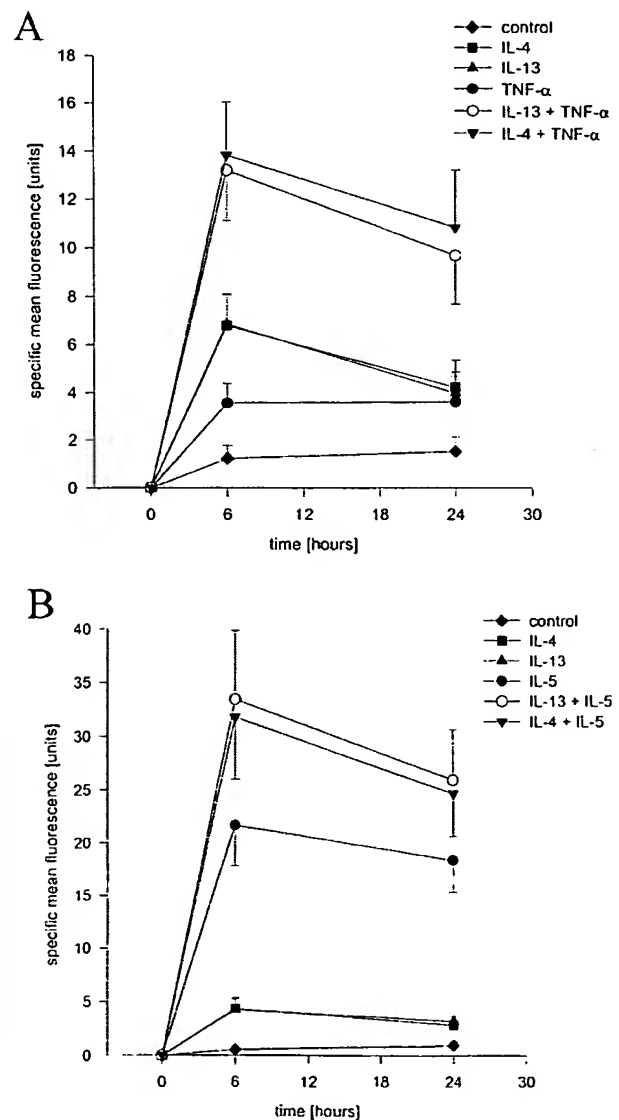 A
control
IL-4
IL-13
TNF-α
IL-13 + TNF-α
IL-4 + TNF-α
18
16
14
12
10
8
6
4
2
0
specific mean fluorescence [units]
0 6 12 18 24 30
time [hours]
B
control
IL-4
IL-13
IL-5
IL-13 + IL-5
IL-4 + IL-5
40
35
30
25
20
15
10
5
0
specific mean fluorescence [units]
0 6 12 18 24 30
time [hours]